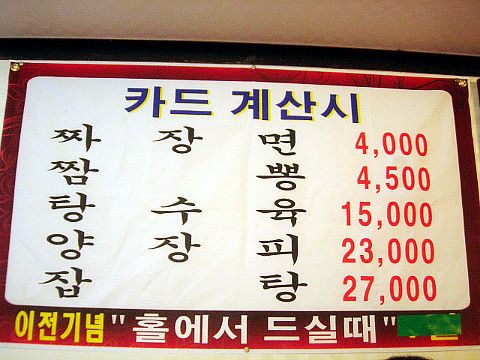 카드 계산시
짜 장 면 4,000
짬 뽕 4,500
탕 수 육 15,000
양 장 피 23,000
잡 탕 27,000
이전기념 "홀에서 드실때"